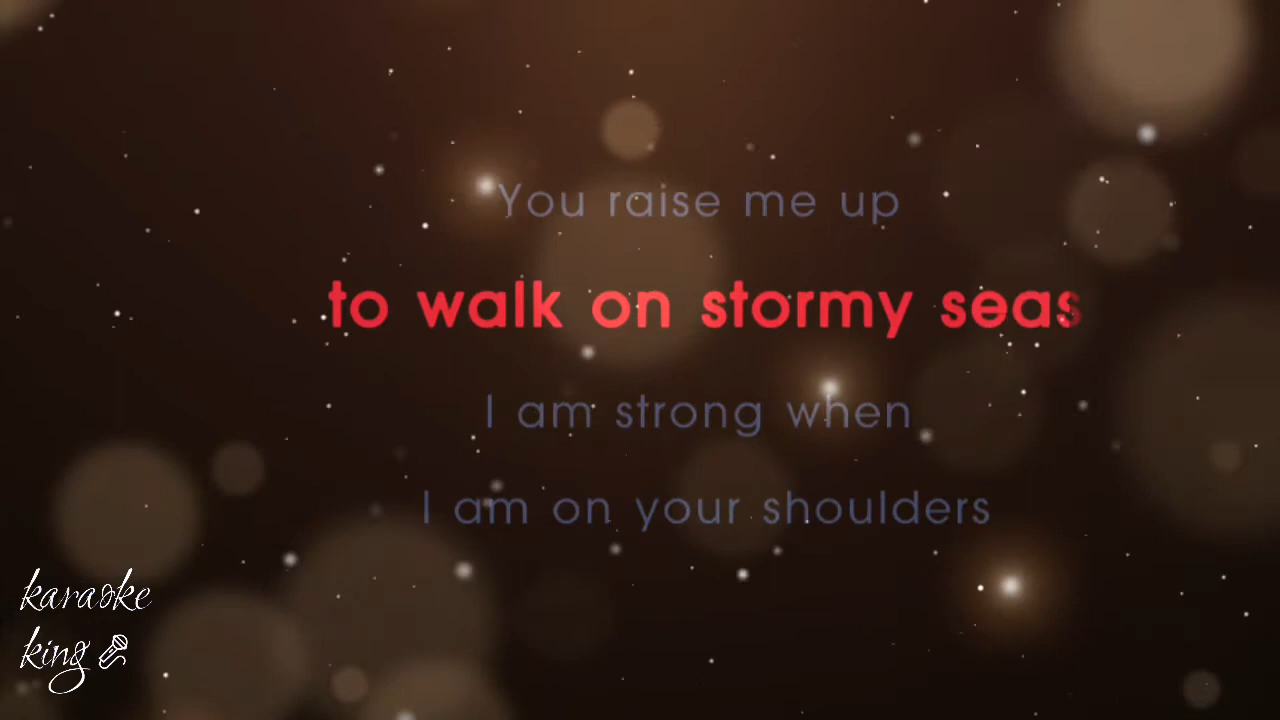 You raise me up
to walk on stormy seas
I am strong when
I am on your shoulders
karaoke
king